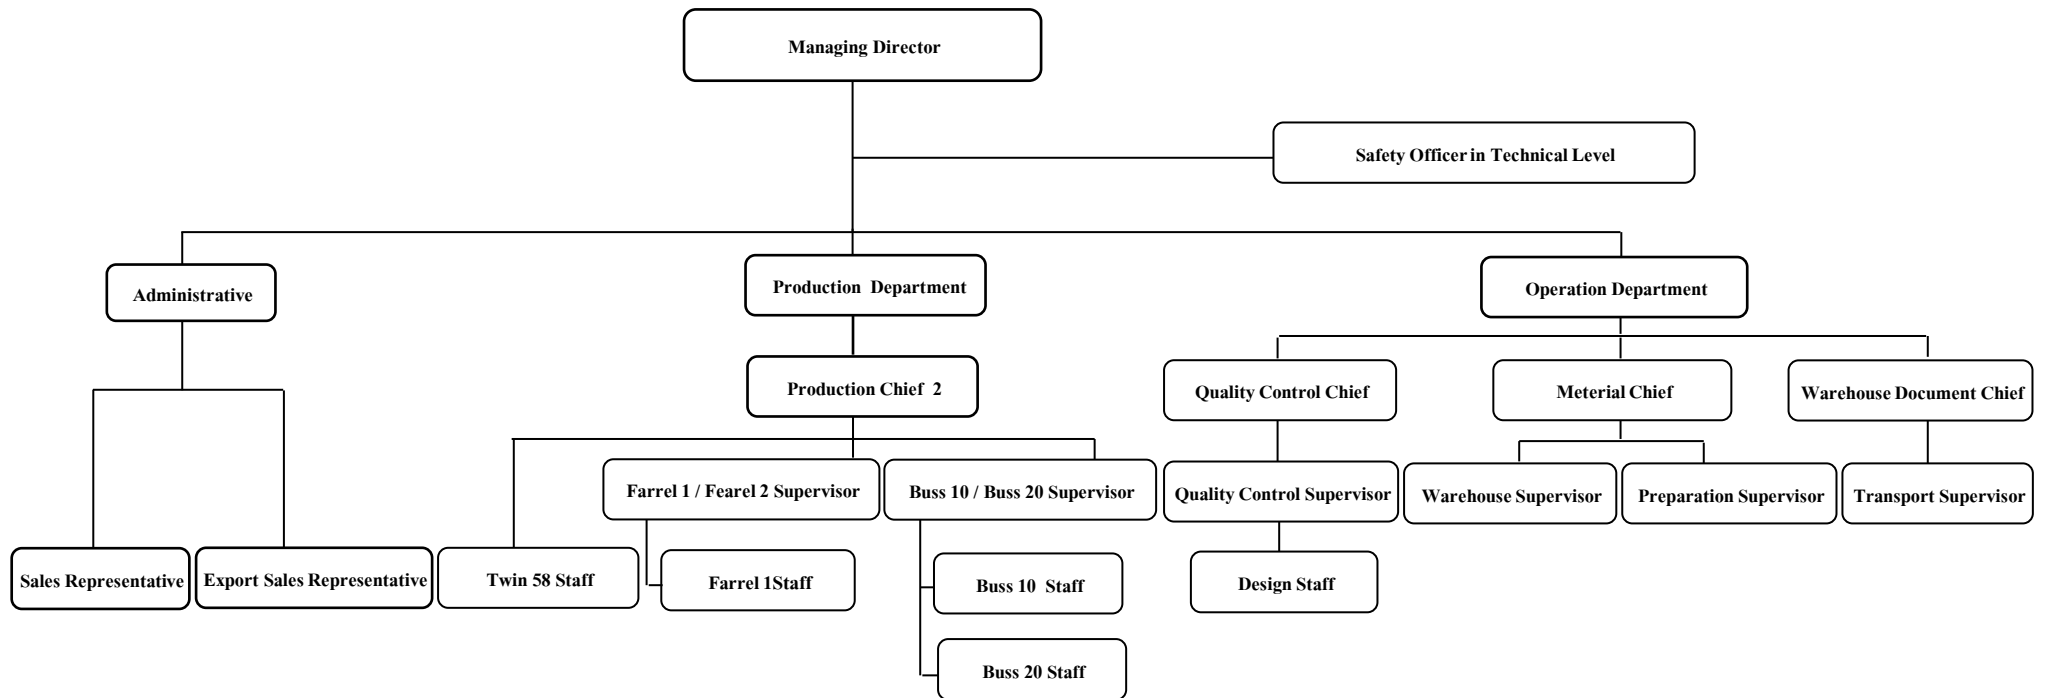 Managing Director
Safety Officer in Technical Level
Administrative
Production Department
Operation Department
Production Chief 2
Quality Control Chief
Meterial Chief
Warehouse Document Chief
Farrel 1 / Fearel 2 Supervisor
Buss 10 / Buss 20 Supervisor
Quality Control Supervisor
Warehouse Supervisor
Preparation Supervisor
Transport Supervisor
Sales Representative
Export Sales Representative
Twin 58 Staff
Farrel 1Staff
Buss 10 Staff
Design Staff
Buss 20 Staff